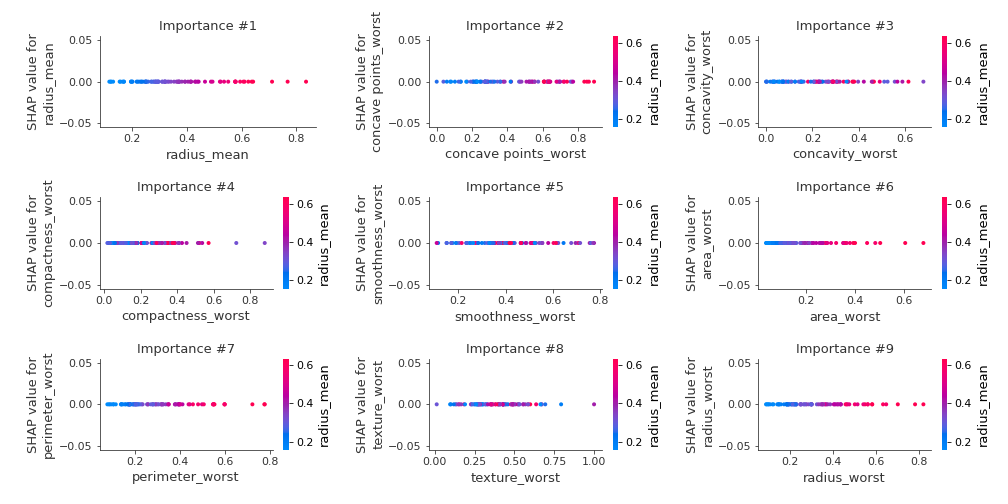 Importance #1
SHAP value for
radius_mean
0.05
0.00
−0.05
0.2 0.4 0.6 0.8
radius_mean
Importance #2
SHAP value for
concave points_worst
0.05
0.00
−0.05
0.0 0.2 0.4 0.6 0.8
concave points_worst
0.6
0.4
0.2
radius_mean
Importance #3
SHAP value for
concavity_worst
0.05
0.00
−0.05
0.0 0.2 0.4 0.6
concavity_worst
0.6
0.4
0.2
radius_mean
Importance #4
SHAP value for
compactness_worst
0.05
0.00
−0.05
0.0 0.2 0.4 0.6 0.8
compactness_worst
0.6
0.4
0.2
radius_mean
Importance #5
SHAP value for
smoothness_worst
0.05
0.00
−0.05
0.2 0.4 0.6 0.8
smoothness_worst
0.6
0.4
0.2
radius_mean
Importance #6
SHAP value for
area_worst
0.05
0.00
−0.05
0.2 0.4 0.6
area_worst
0.6
0.4
0.2
radius_mean
Importance #7
SHAP value for
perimeter_worst
0.05
0.00
−0.05
0.2 0.4 0.6 0.8
perimeter_worst
0.6
0.4
0.2
radius_mean
Importance #8
SHAP value for
texture_worst
0.05
0.00
−0.05
0.00 0.25 0.50 0.75 1.00
texture_worst
0.6
0.4
0.2
radius_mean
Importance #9
SHAP value for
radius_worst
0.05
0.00
−0.05
0.2 0.4 0.6 0.8
radius_worst
0.6
0.4
0.2
radius_mean